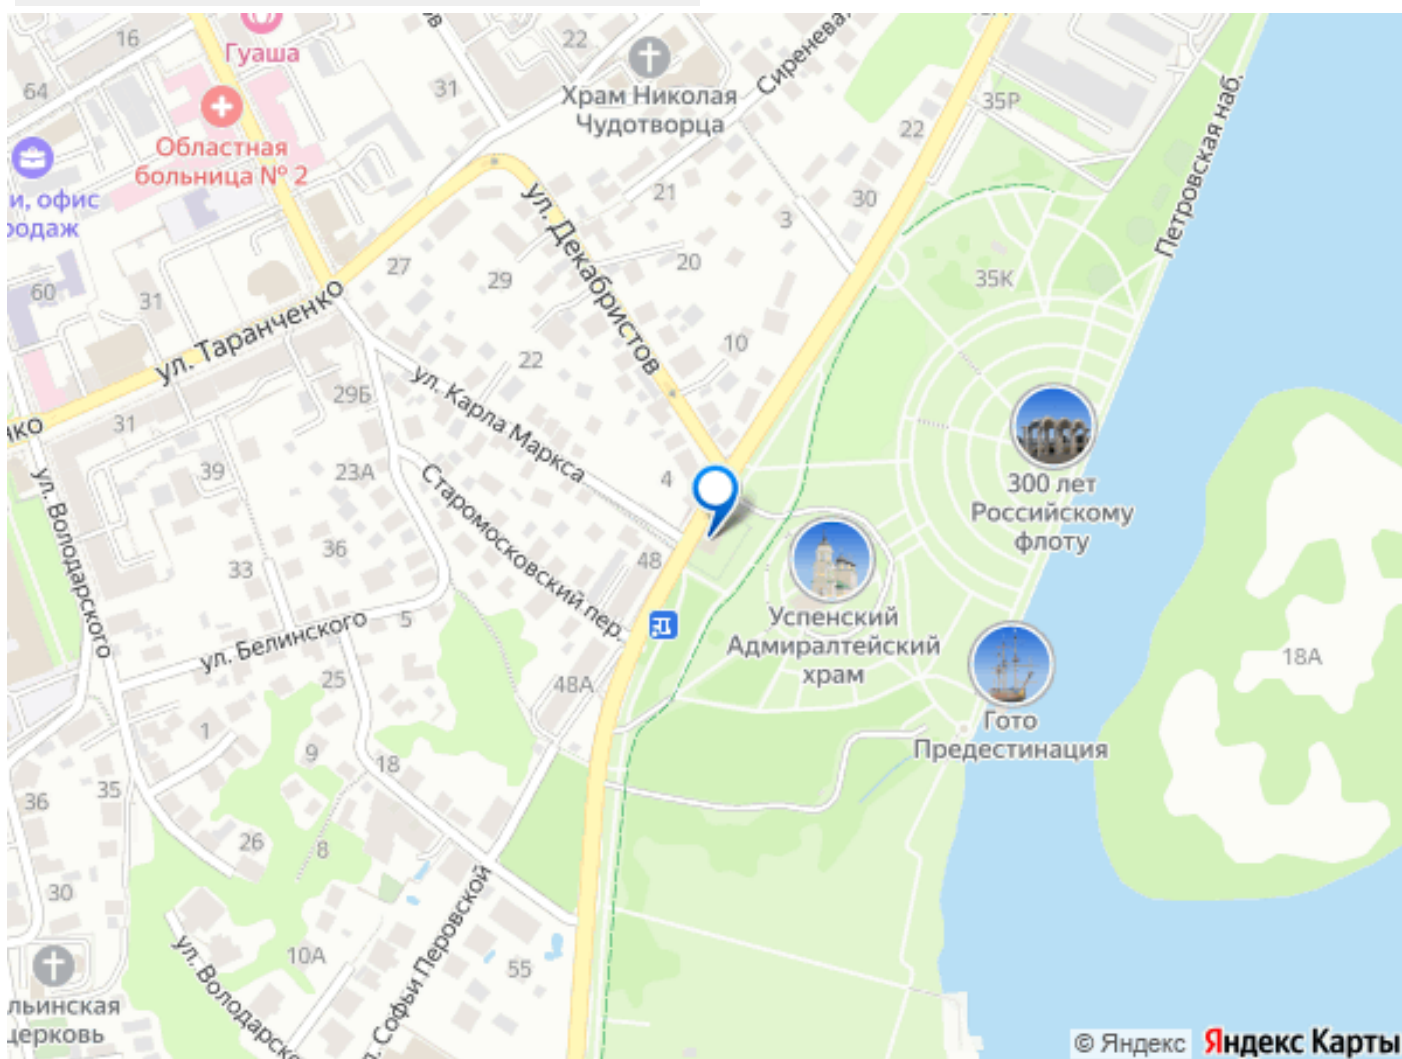 16
Гуаша
22
Храм Николая
Чудотворца
Сиреневая
64
31
35Р
22
Областная
больница № 2
и, офис
родаж
Петровская наб.
21
3
30
ул. Декабристов
27
29
20
35К
60
31
ул. Таранченко
10
22
29Б
ул. Карла Маркса
31
нко
39
23А
4
300 лет
Российскому
флоту
Старомосковский пер.
ул. Володарского
36
33
48
5
ул. Белинского
Успенский
Адмиралтейский
храм
18А
25
48А
Гото
Предестинация
1
9
18
36
35
26
8
30
ул. Софьи Перовской
ул. Володарского
10А
55
льинская
церковь
© Яндекс
Яндекс Карты